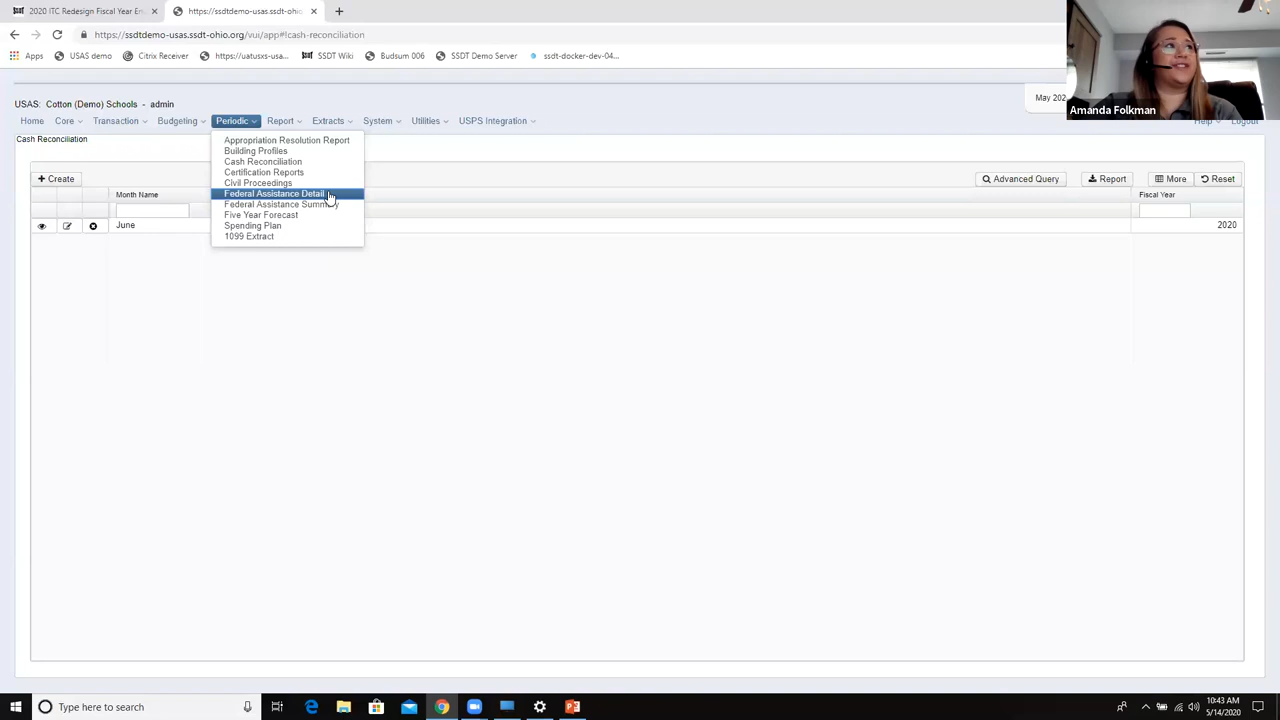 2020 ITC Redesign Fiscal Year En
https://ssdtdemo-usas.ssdt-ohio
https://ssdtdemo-usas.ssdt-ohio.org/vui/app#!cash-reconciliation
Apps USAS demo Citrix Receiver https://uatusxs-usa... SSDT Wiki Budsum 006 SSDT Demo Server ssdt-docker-dev-04...
USAS: Cotton (Demo) Schools - admin
May 202
Amanda Folkman
Home Core Transaction Budgeting Periodic Report Extracts System Utilities USPS Integration Help Logout
Cash Reconciliation
Appropriation Resolution Report
Building Profiles
Cash Reconciliation
Certification Reports
Civil Proceedings
Federal Assistance Detail
Federal Assistance Summary
Five Year Forecast
Spending Plan
1099 Extract
+ Create Advanced Query Report More Reset
Month Name Fiscal Year
June 2020
Type here to search
10:43 AM
5/14/2020